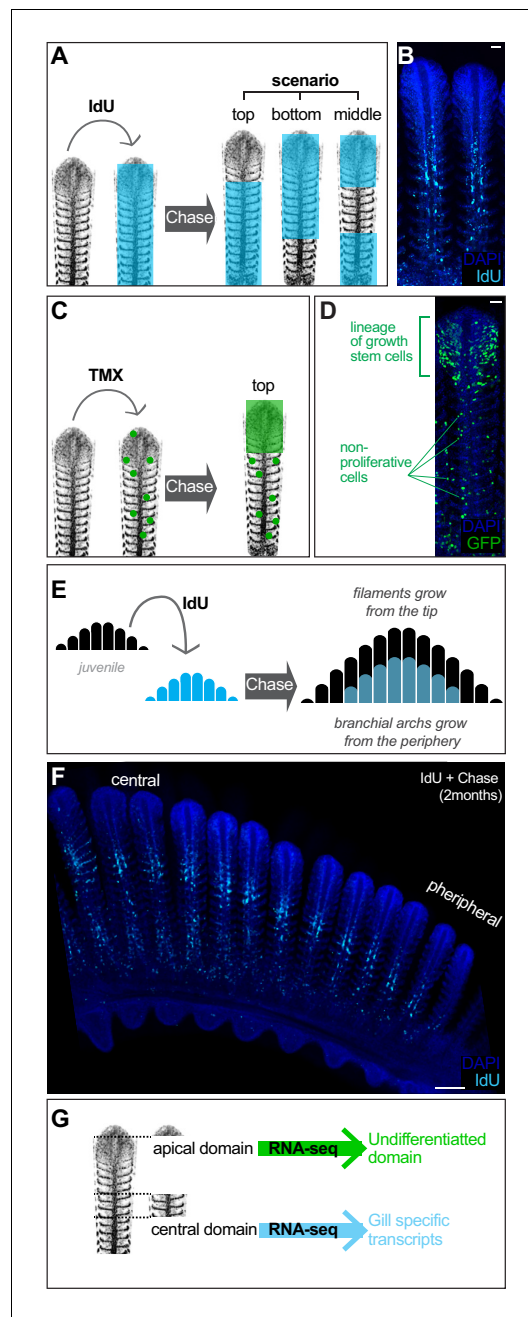 A
scenario
IdU
top
bottom
middle
Chase
B
DAPI
IdU
C
TMX
top
Chase
D
lineage
of growth
stem cells
non-
proliferative
cells
DAPI
GFP
E
IdU
juvenile
Chase
filaments grow
from the tip
branchial archs grow
from the periphery
F
central
IdU + Chase
(2months)
pheripheral
DAPI
IdU
G
apical domain
RNA-seq
Undifferentiatted
domain
central domain
RNA-seq
Gill specific
transcripts